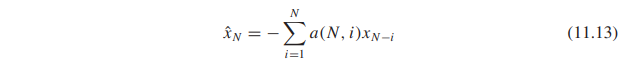 x̂_N = − ∑_{i=1}^{N} a(N, i)x_{N−i} (11.13)